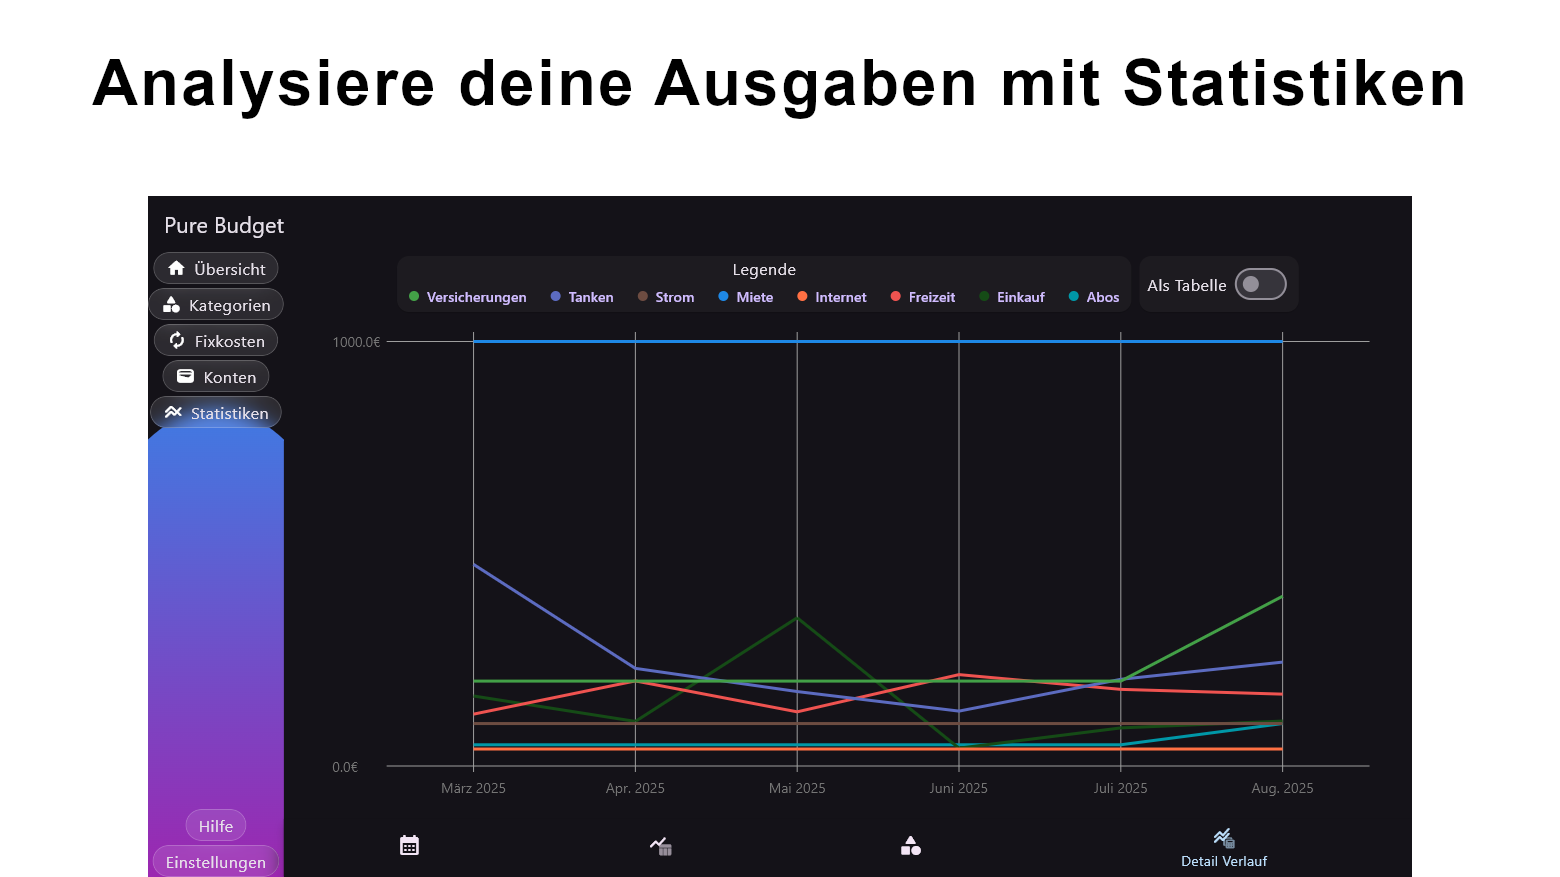 Analysiere deine Ausgaben mit Statistiken
Pure Budget
Übersicht
Kategorien
Fixkosten
Konten
Statistiken
Hilfe
Einstellungen
Legende
Versicherungen Tanken Strom Miete Internet Freizeit Einkauf Abos
Als Tabelle
1000.0€
0.0€
März 2025 Apr. 2025 Mai 2025 Juni 2025 Juli 2025 Aug. 2025
Detail Verlauf